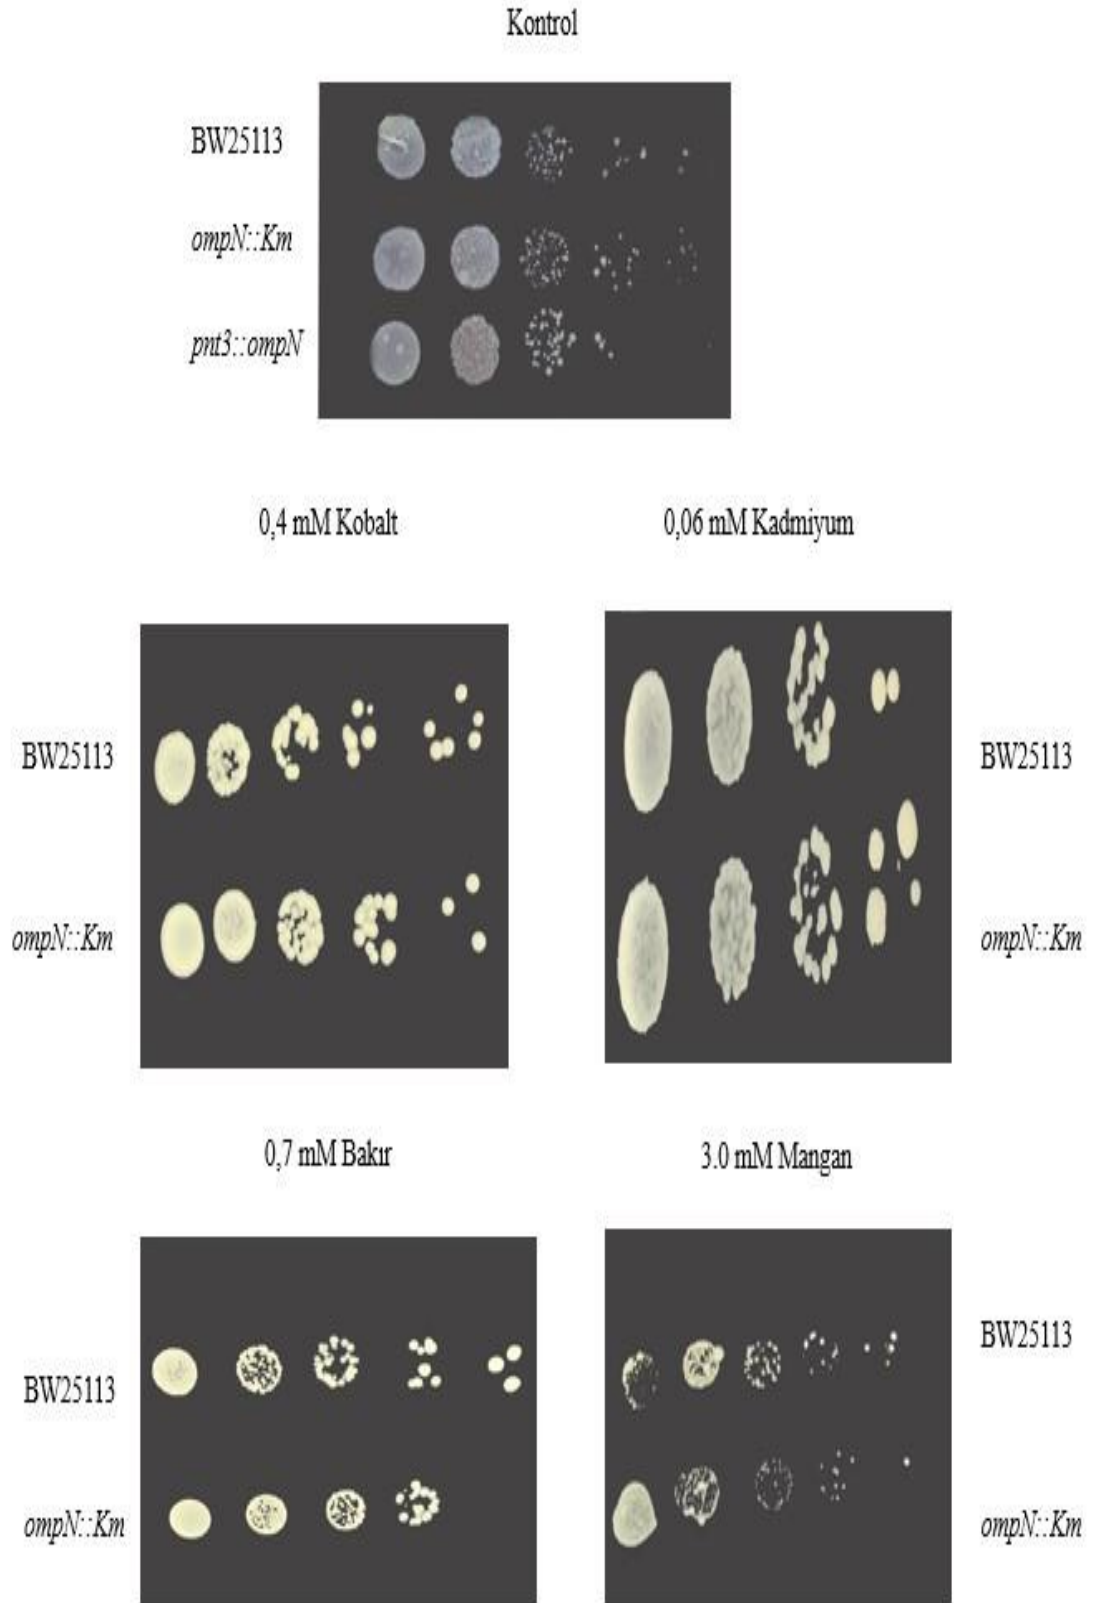 Kontrol
BW25113
ompN::Km
pnt3::ompN
0,4 mM Kobalt
0,06 mM Kadmiyum
BW25113
BW25113
ompN::Km
ompN::Km
0,7 mM Bakır
3.0 mM Mangan
BW25113
BW25113
ompN::Km
ompN::Km